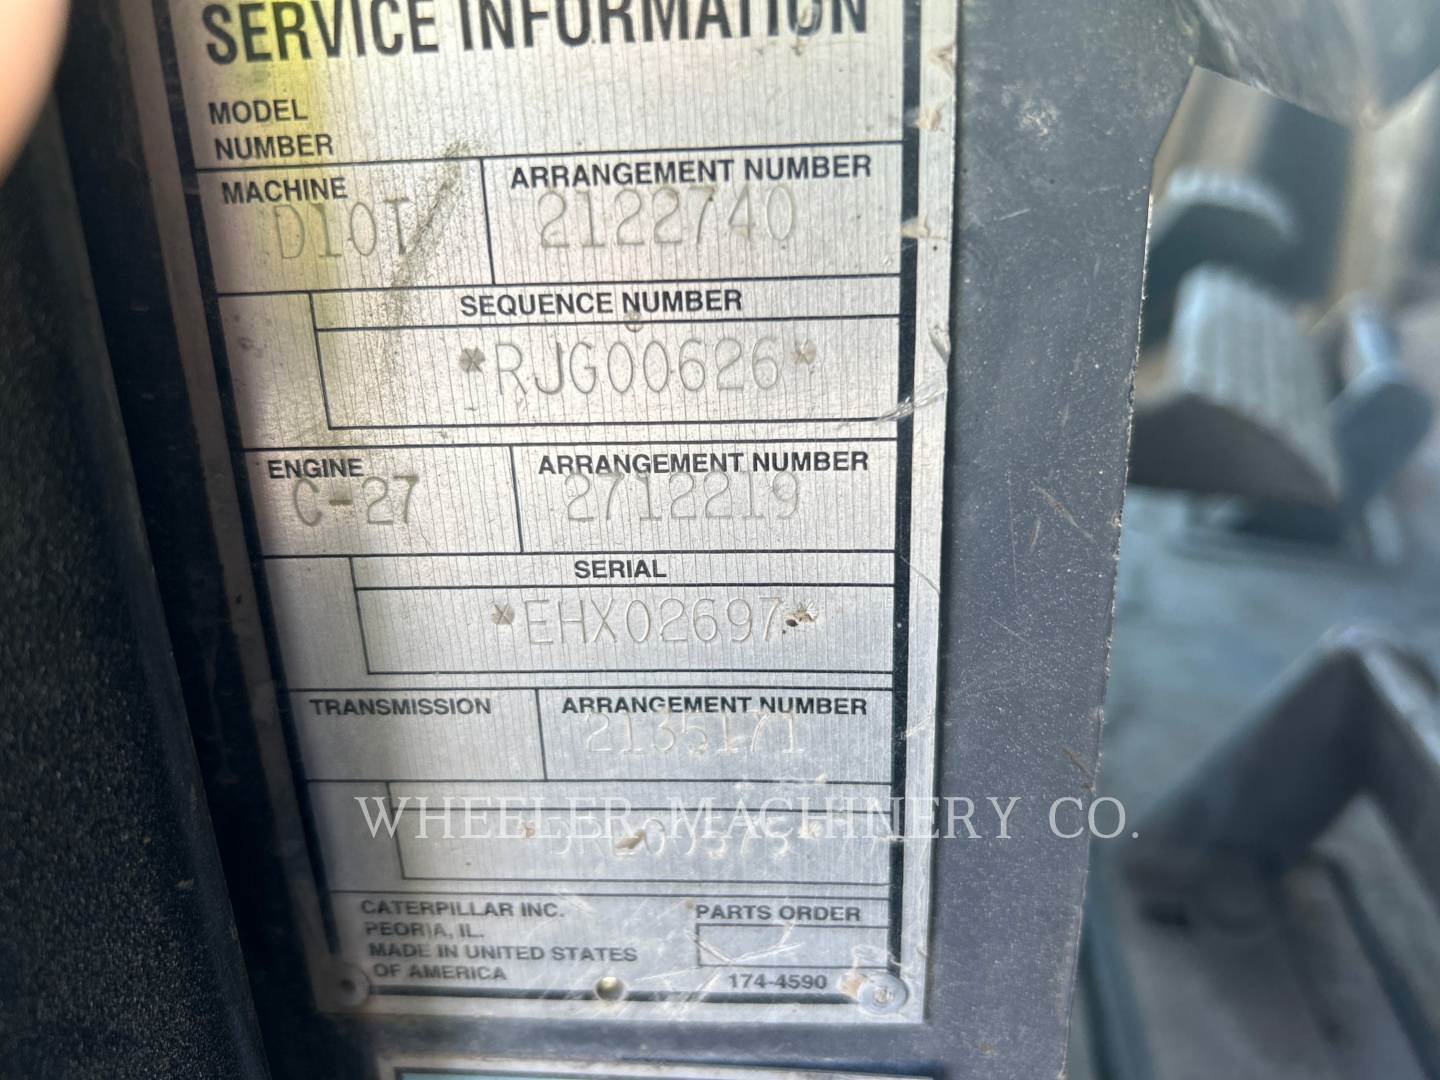 SERVICE INFORMATION
MODEL
NUMBER
MACHINE
D10T
ARRANGEMENT NUMBER
2122740
SEQUENCE NUMBER
*RJG00626*
ENGINE
C-27
ARRANGEMENT NUMBER
2712219
SERIAL
*EHX02697*
TRANSMISSION
ARRANGEMENT NUMBER
2135171
WHEELER MACHINERY CO.
CATERPILLAR INC.
PEORIA, IL.
MADE IN UNITED STATES
OF AMERICA
PARTS ORDER
174-4590